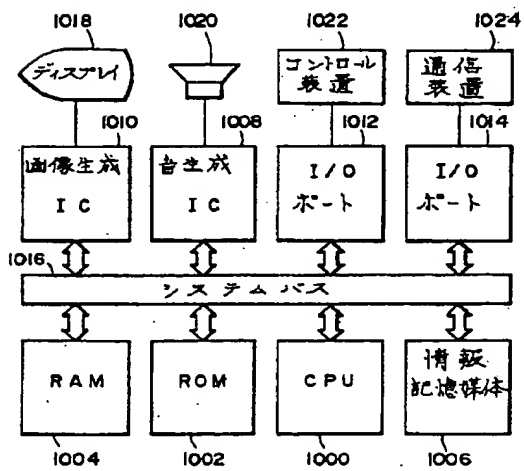 1018
1020
1022
1024
ディスプレイ
コントロール
装置
通信
装置
1010
1008
1012
1014
画像生成
IC
音生成
IC
I/O
ポート
I/O
ポート
1016
システムバス
RAM
ROM
CPU
情報
記憶媒体
1004
1002
1000
1006